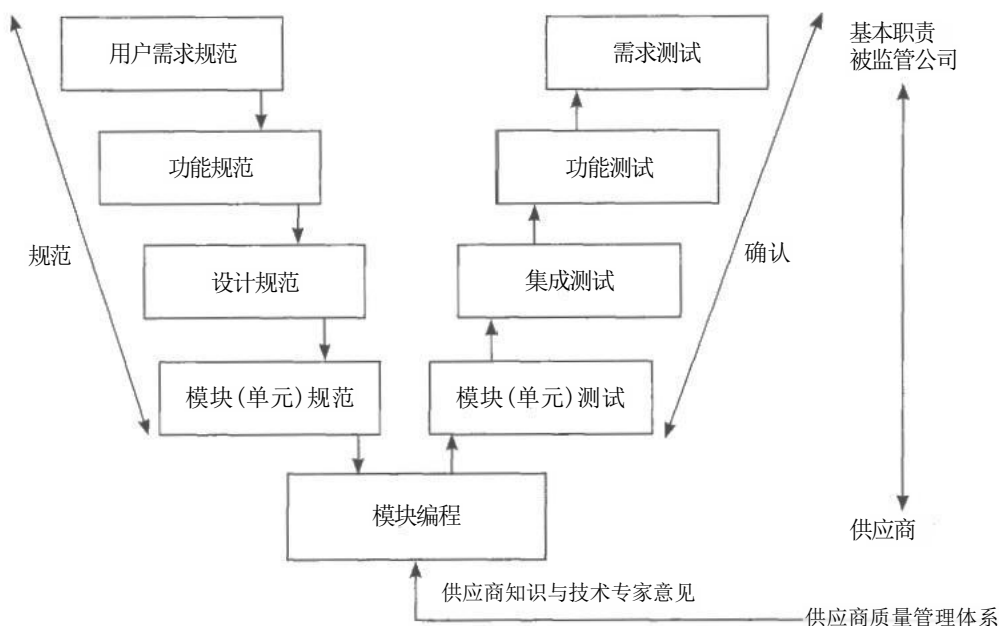 用户需求规范
需求测试
基本职责
被监管公司
功能规范
功能测试
规范
设计规范
集成测试
确认
模块(单元)规范
模块(单元)测试
模块编程
供应商
供应商知识与技术专家意见
供应商质量管理体系